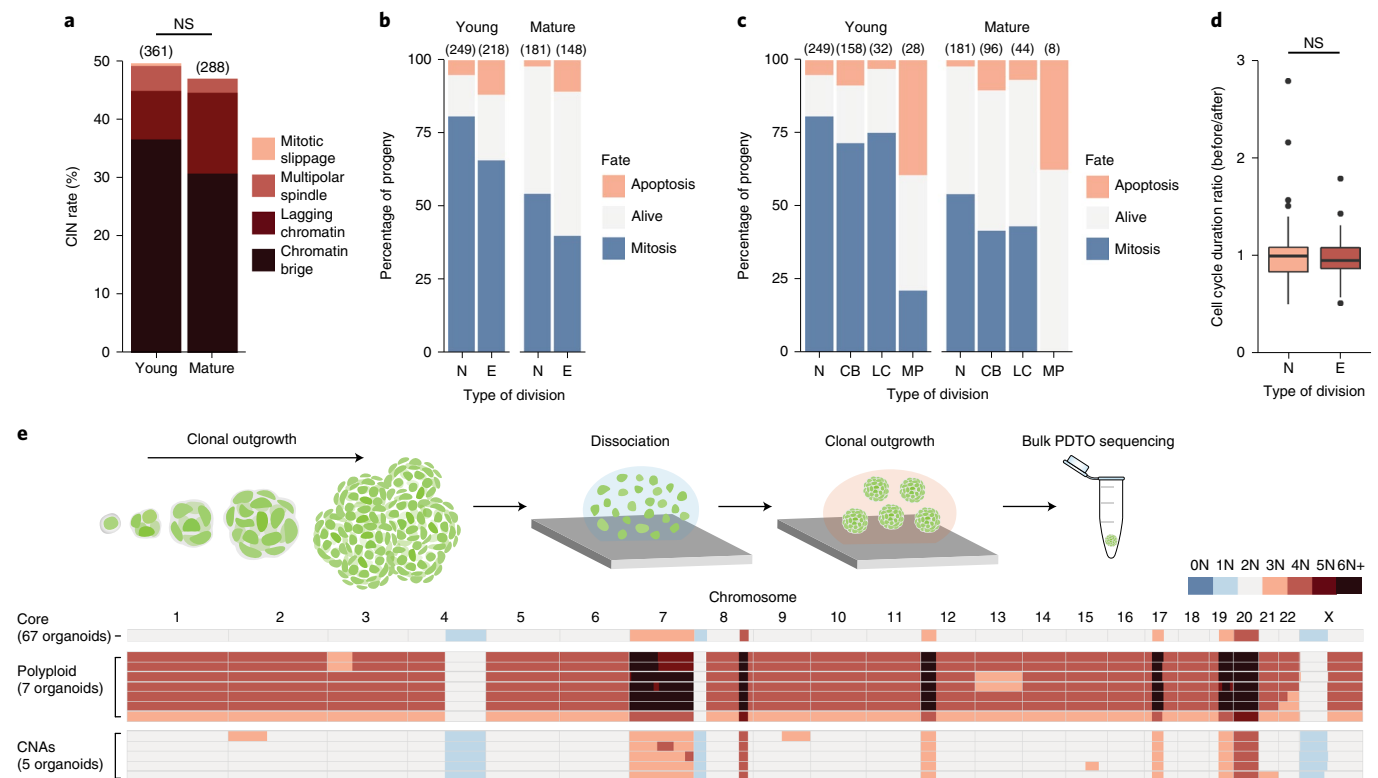 a
NS
(361)
(288)
50
40
30
20
10
0
CIN rate (%)
Young
Mature
Mitotic
slippage
Multipolar
spindle
Lagging
chromatin
Chromatin
brige
b
Young
Mature
(249)
(218)
(181)
(148)
100
75
50
25
0
Percentage of progeny
N
E
N
E
Type of division
Fate
Apoptosis
Alive
Mitosis
c
Young
Mature
(249)
(158)
(32)
(28)
(181)
(96)
(44)
(8)
100
75
50
25
0
Percentage of progeny
N
CB
LC
MP
N
CB
LC
MP
Type of division
Fate
Apoptosis
Alive
Mitosis
d
NS
3
2
1
0
Cell cycle duration ratio (before/after)
N
E
Type of division
e
Clonal outgrowth
Dissociation
Clonal outgrowth
Bulk PDTO sequencing
0N 1N 2N 3N 4N 5N 6N+
Chromosome
1 2 3 4 5 6 7 8 9 10 11 12 13 14 15 16 17 18 19 20 21 22 X
Core
(67 organoids)
Polyploid
(7 organoids)
CNAs
(5 organoids)